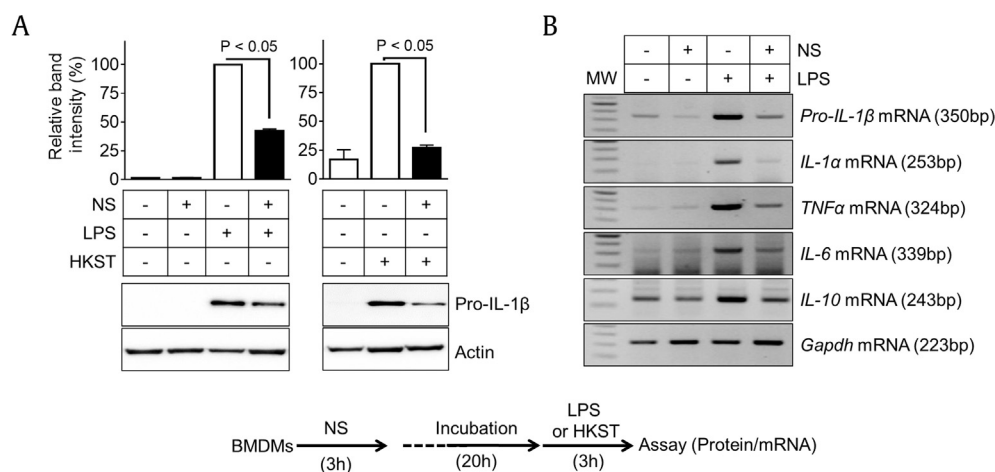 A
Relative band
intensity (%)
100
75
50
25
0
P < 0.05
100
75
50
25
0
P < 0.05
NS - + - + - - +
LPS - - + + - - -
HKST - - - - - + +
Pro-IL-1β
Actin
B
- + - + NS
MW - - + + LPS
Pro-IL-1β mRNA (350bp)
IL-1α mRNA (253bp)
TNFα mRNA (324bp)
IL-6 mRNA (339bp)
IL-10 mRNA (243bp)
Gapdh mRNA (223bp)
BMDMs
NS
(3h)
Incubation
(20h)
LPS
or HKST
(3h)
Assay (Protein/mRNA)